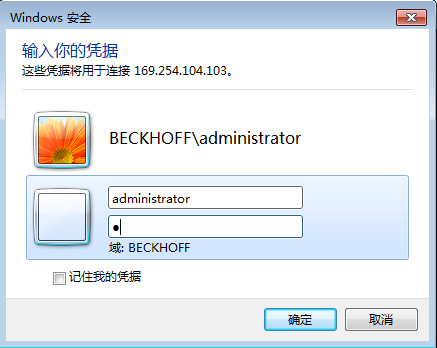 Windows 安全
输入你的凭据
这些凭据将用于连接 169.254.104.103。
BECKHOFF\administrator
administrator
●
域: BECKHOFF
记住我的凭据
确定 取消